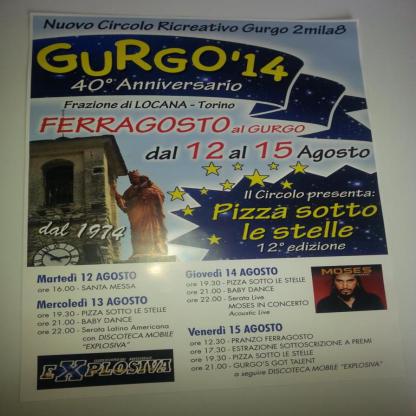 Nuovo Circolo Ricreativo Gurgo 2mila8
GURGO'14
40° Anniversario
Frazione di LOCANA - Torino
FERRAGOSTO al GURGO
dal 12 al 15 Agosto
Il Circolo presenta:
Pizza sotto
le stelle
12° edizione
dal 1974
Martedì 12 AGOSTO
ore 16.00 - SANTA MESSA
Mercoledì 13 AGOSTO
ore 19.30 - PIZZA SOTTO LE STELLE
ore 21.00 - BABY DANCE
ore 22.00 - Serata Latino Americana
con DISCOTECA MOBILE
"EXPLOSIVA"
EXPLOSIVA
Giovedì 14 AGOSTO
ore 19.30 - PIZZA SOTTO LE STELLE
ore 21.00 - BABY DANCE
ore 22.00 - Serata Live
MOSES IN CONCERTO
Acoustic Live
MOSES
Venerdì 15 AGOSTO
ore 12.30 - PRANZO FERRAGOSTO
ore 17.30 - ESTRAZIONE SOTTOSCRIZIONE A PREMI
ore 19.30 - PIZZA SOTTO LE STELLE
ore 21.00 - GURGO'S GOT TALENT
a seguire DISCOTECA MOBILE "EXPLOSIVA"